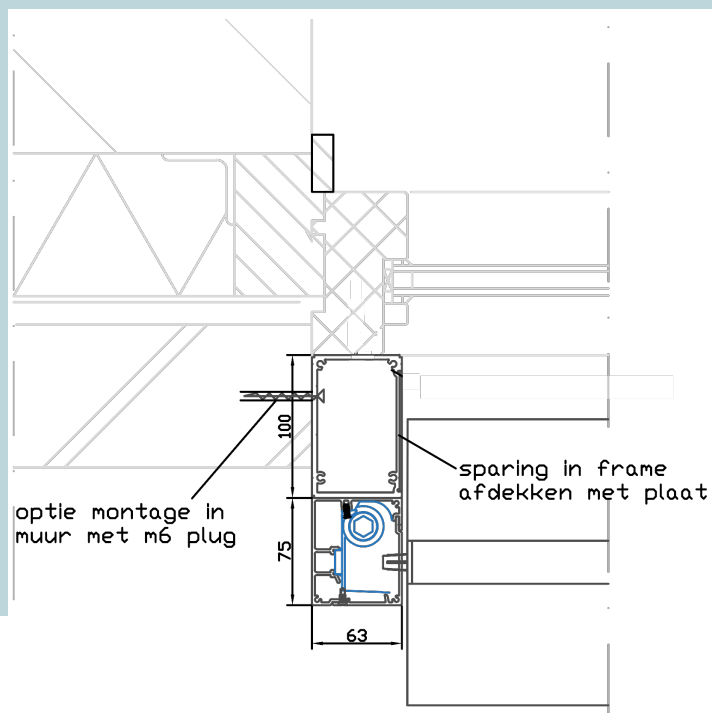 100
sparing in frame
afdekken met plaat
optie montage in
muur met m6 plug
75
63